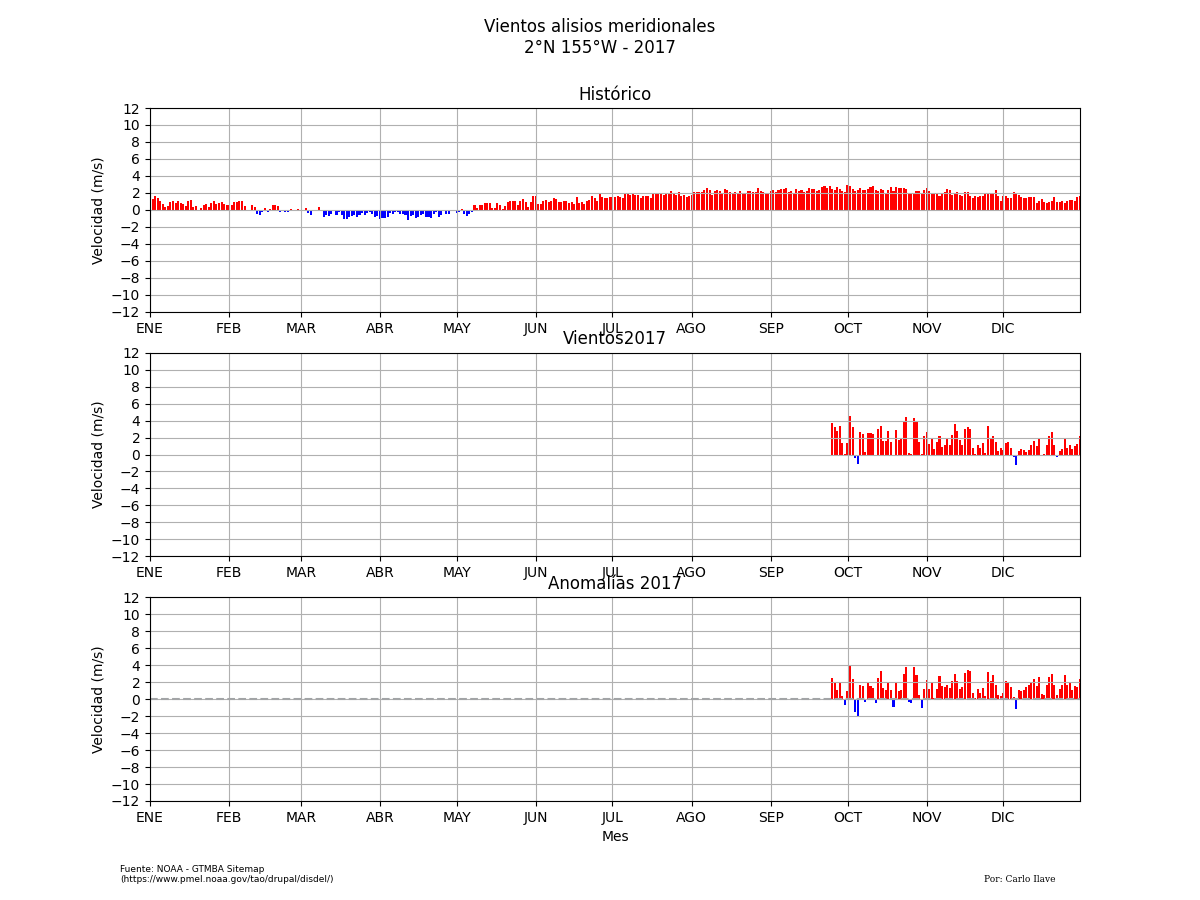 Vientos alisios meridionales
2°N 155°W - 2017
Histórico
12
10
8
6
4
2
0
−2
−4
−6
−8
−10
−12
Velocidad (m/s)
ENE FEB MAR ABR MAY JUN JUL AGO SEP OCT NOV DIC
Vientos2017
12
10
8
6
4
2
0
−2
−4
−6
−8
−10
−12
Velocidad (m/s)
ENE FEB MAR ABR MAY JUN JUL AGO SEP OCT NOV DIC
Anomalías 2017
12
10
8
6
4
2
0
−2
−4
−6
−8
−10
−12
Velocidad (m/s)
ENE FEB MAR ABR MAY JUN JUL AGO SEP OCT NOV DIC
Mes
Fuente: NOAA - GTMBA Sitemap
(https://www.pmel.noaa.gov/tao/drupal/disdel/)
Por: Carlo Ilave